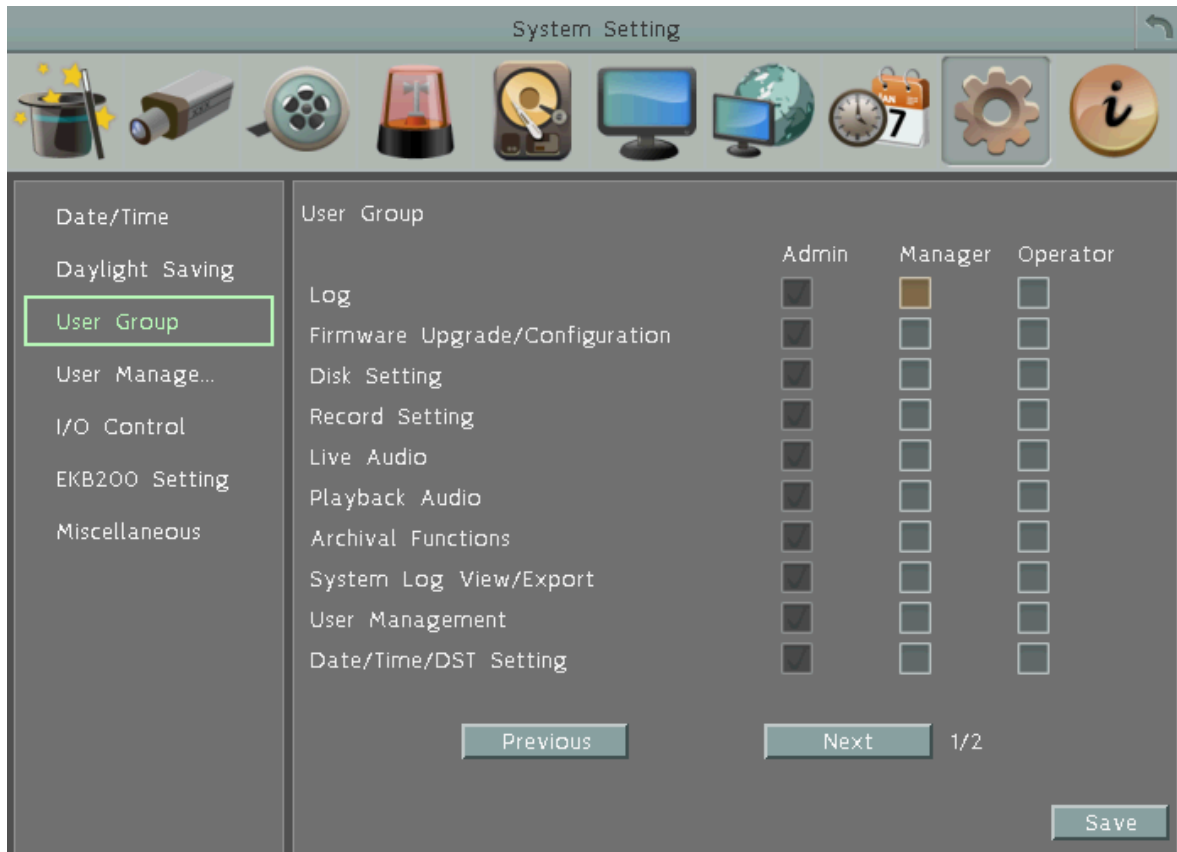 System Setting
JAN
7
i
Date/Time
Daylight Saving
User Group
User Manage...
I/O Control
EKB200 Setting
Miscellaneous
User Group
Admin Manager Operator
Log
Firmware Upgrade/Configuration
Disk Setting
Record Setting
Live Audio
Playback Audio
Archival Functions
System Log View/Export
User Management
Date/Time/DST Setting
Previous Next 1/2
Save